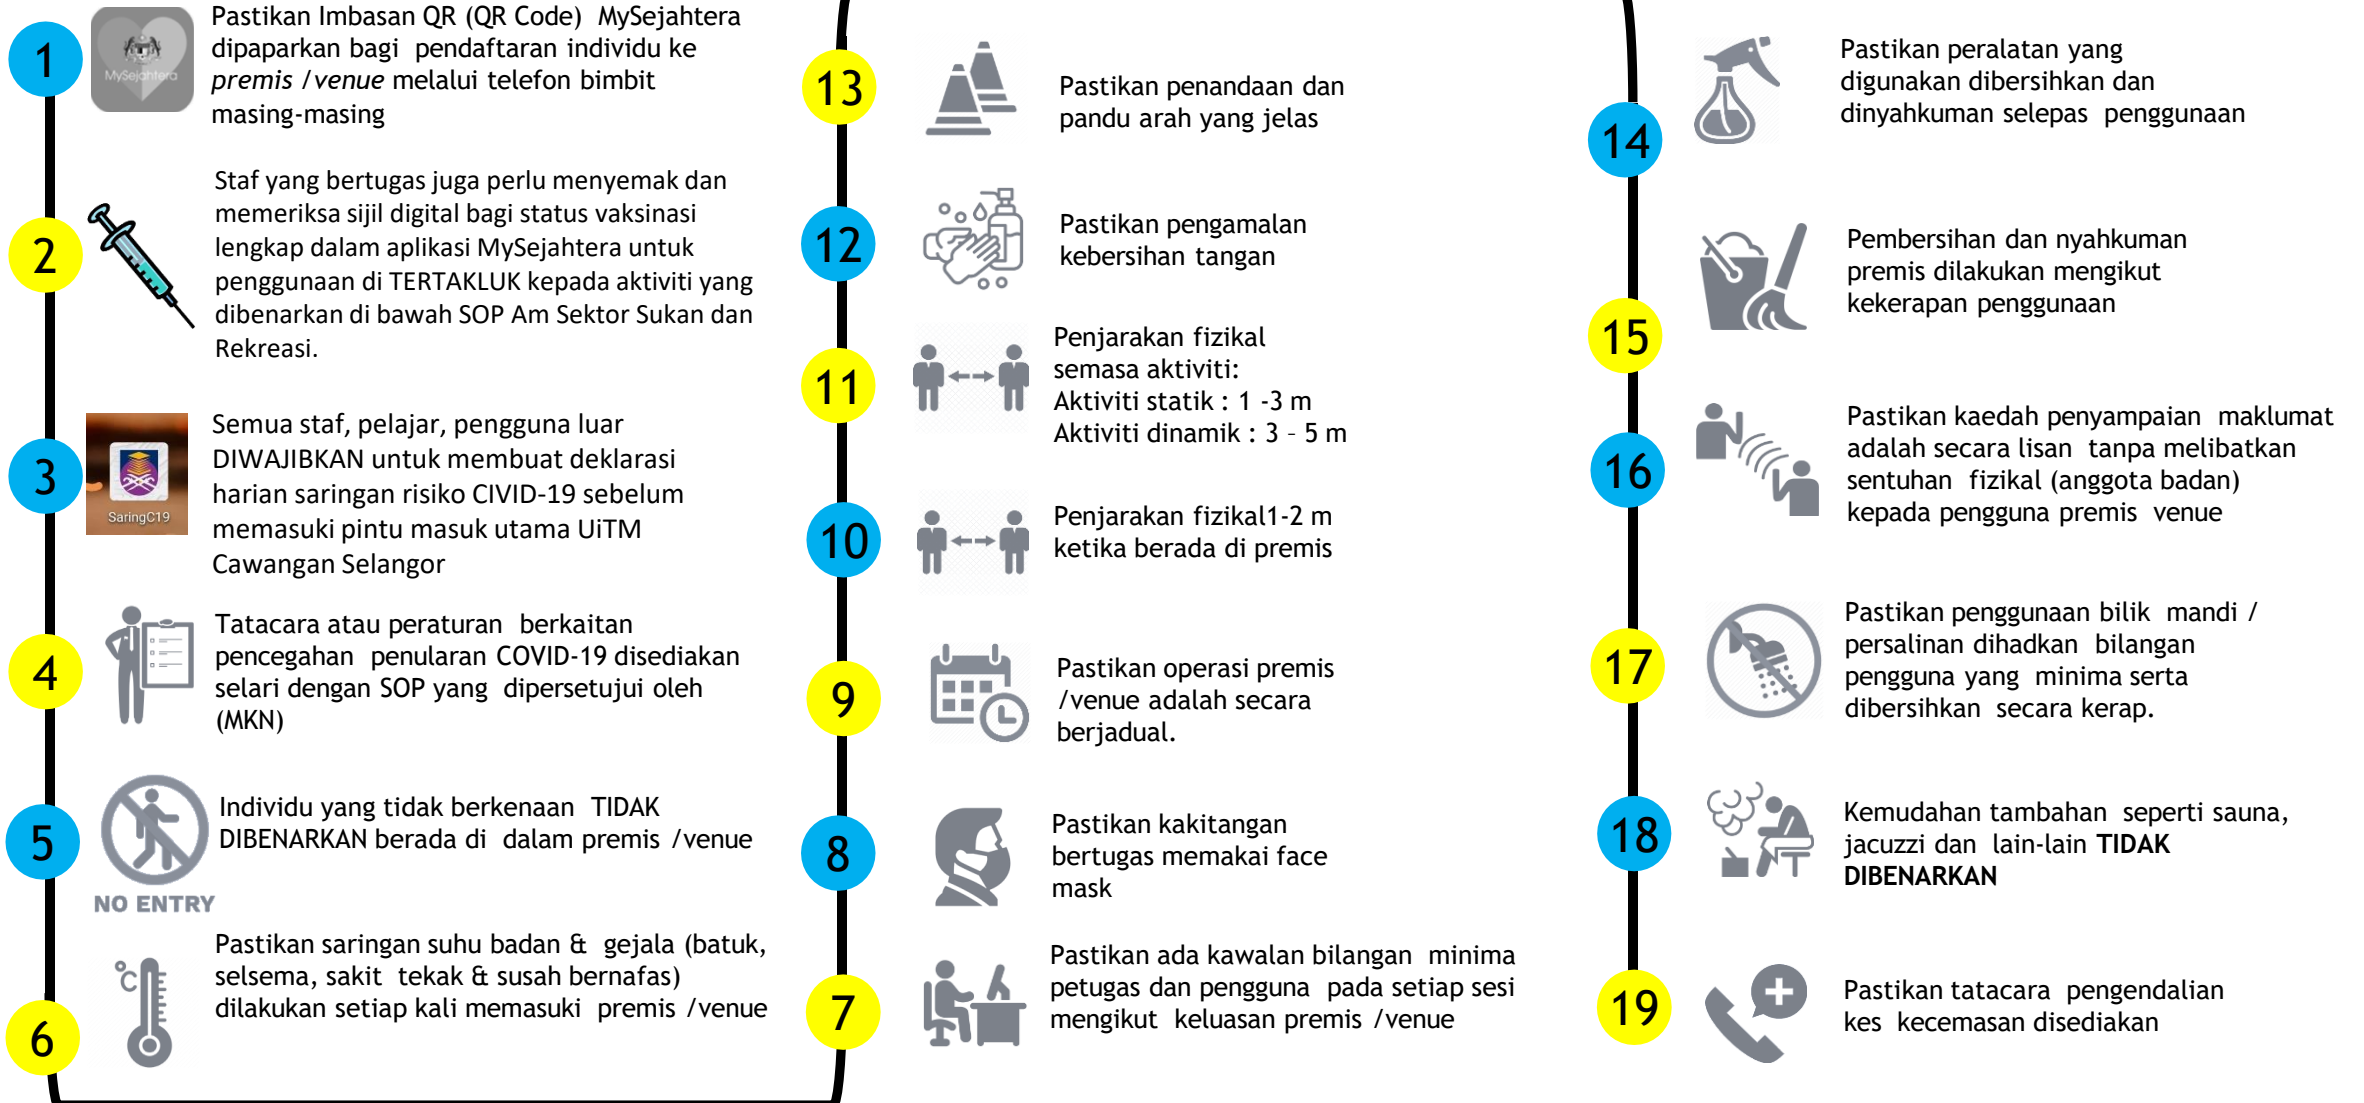 1
MySejahtera
Pastikan Imbasan QR (QR Code) MySejahtera
dipaparkan bagi pendaftaran individu ke
premis /venue melalui telefon bimbit
masing-masing
2
Staf yang bertugas juga perlu menyemak dan
memeriksa sijil digital bagi status vaksinasi
lengkap dalam aplikasi MySejahtera untuk
penggunaan di TERTAKLUK kepada aktiviti yang
dibenarkan di bawah SOP Am Sektor Sukan dan
Rekreasi.
3
SaringC19
Semua staf, pelajar, pengguna luar
DIWAJIBKAN untuk membuat deklarasi
harian saringan risiko CIVID-19 sebelum
memasuki pintu masuk utama UiTM
Cawangan Selangor
4
Tatacara atau peraturan berkaitan
pencegahan penularan COVID-19 disediakan
selari dengan SOP yang dipersetujui oleh
(MKN)
5
NO ENTRY
Individu yang tidak berkenaan TIDAK
DIBENARKAN berada di dalam premis /venue
6
°C
Pastikan saringan suhu badan & gejala (batuk,
selsema, sakit tekak & susah bernafas)
dilakukan setiap kali memasuki premis /venue
7
Pastikan ada kawalan bilangan minima
petugas dan pengguna pada setiap sesi
mengikut keluasan premis /venue
8
Pastikan kakitangan
bertugas memakai face
mask
9
Pastikan operasi premis
/venue adalah secara
berjadual.
10
Penjarakan fizikal1-2 m
ketika berada di premis
11
Penjarakan fizikal
semasa aktiviti:
Aktiviti statik : 1 -3 m
Aktiviti dinamik : 3 – 5 m
12
Pastikan pengamalan
kebersihan tangan
13
Pastikan penandaan dan
pandu arah yang jelas
14
Pastikan peralatan yang
digunakan dibersihkan dan
dinyahkuman selepas penggunaan
15
Pembersihan dan nyahkuman
premis dilakukan mengikut
kekerapan penggunaan
16
Pastikan kaedah penyampaian maklumat
adalah secara lisan tanpa melibatkan
sentuhan fizikal (anggota badan)
kepada pengguna premis venue
17
Pastikan penggunaan bilik mandi /
persalinan dihadkan bilangan
pengguna yang minima serta
dibersihkan secara kerap.
18
Kemudahan tambahan seperti sauna,
jacuzzi dan lain-lain TIDAK
DIBENARKAN
19
Pastikan tatacara pengendalian
kes kecemasan disediakan